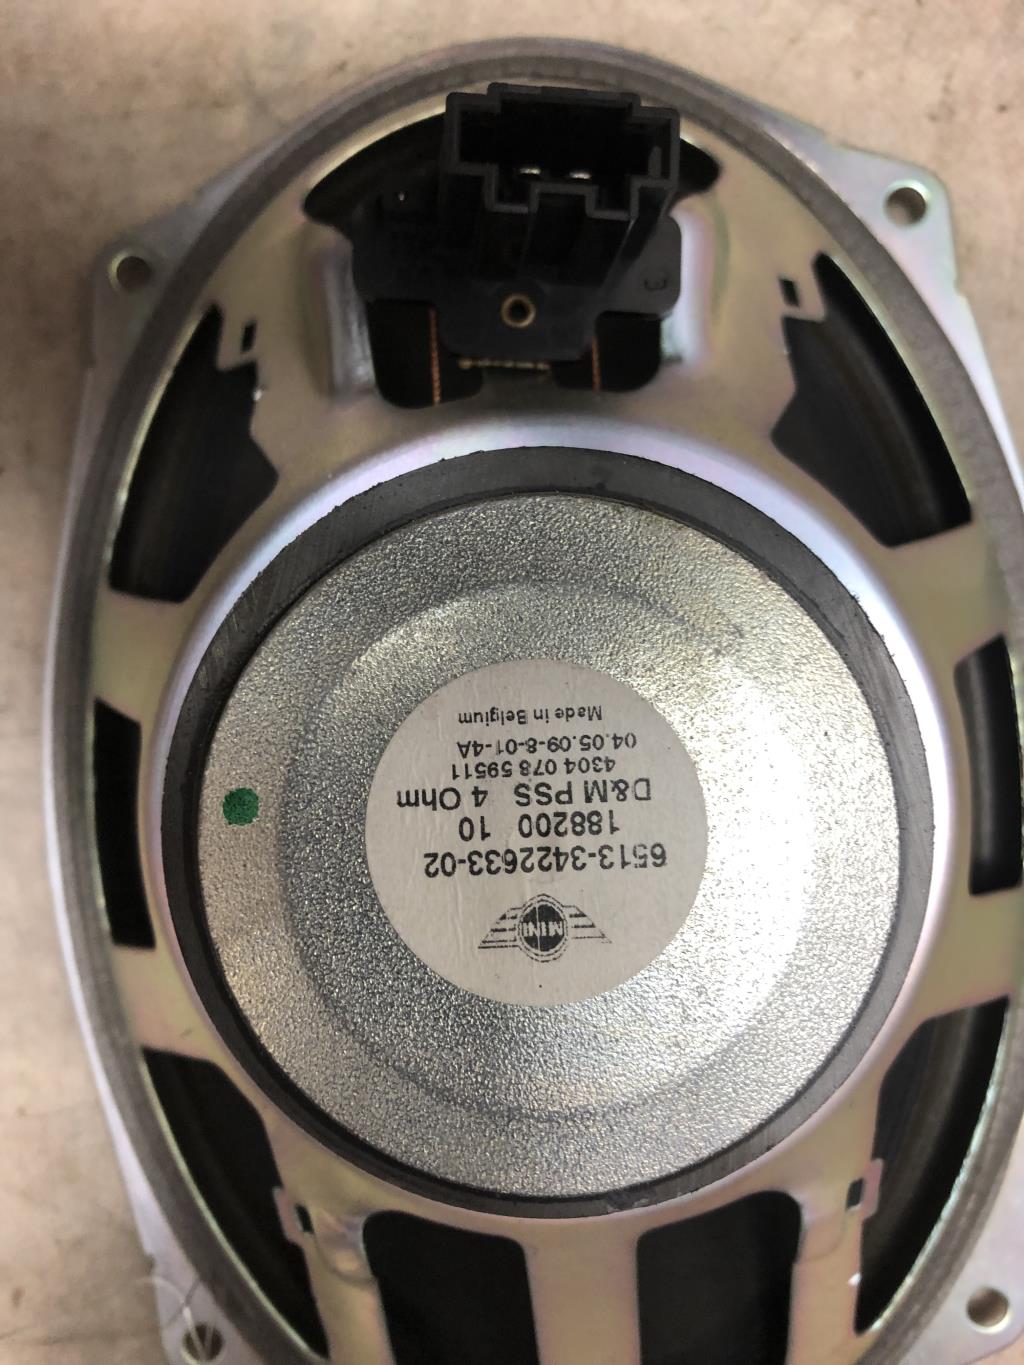 MINI
6513-3422633-02
188200 10
D&M PSS 4 Ohm
4304 078 59511
04.05.09-8-01-4A
Made in Belgium
3